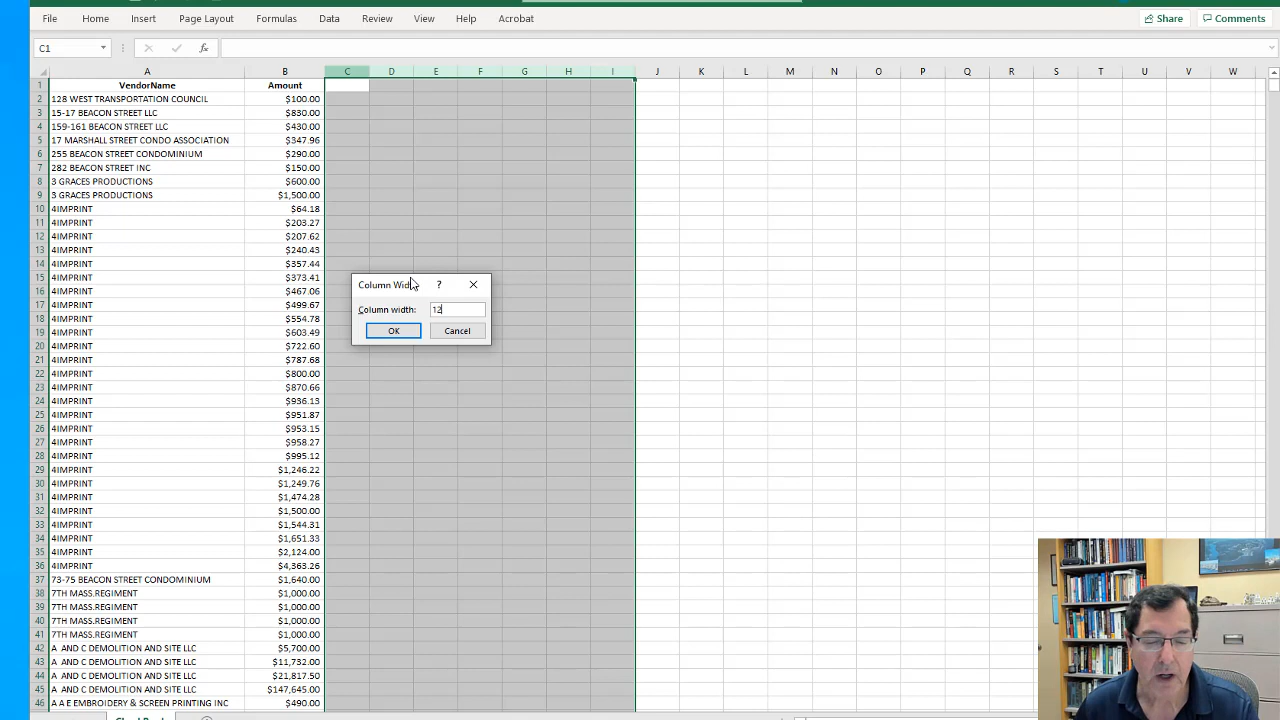 File Home Insert Page Layout Formulas Data Review View Help Acrobat Share Comments
C1 fx
A B C D E F G H I J K L M N O P Q R S T U V W
1 VendorName Amount
2 128 WEST TRANSPORTATION COUNCIL $100.00
3 15-17 BEACON STREET LLC $830.00
4 159-161 BEACON STREET LLC $430.00
5 17 MARSHALL STREET CONDO ASSOCIATION $347.96
6 255 BEACON STREET CONDOMINIUM $290.00
7 282 BEACON STREET INC $150.00
8 3 GRACES PRODUCTIONS $600.00
9 3 GRACES PRODUCTIONS $1,500.00
10 4IMPRINT $64.18
11 4IMPRINT $203.27
12 4IMPRINT $207.62
13 4IMPRINT $240.43
14 4IMPRINT $357.44
15 4IMPRINT $373.41
16 4IMPRINT $467.06
17 4IMPRINT $499.67
18 4IMPRINT $554.78
19 4IMPRINT $603.49
20 4IMPRINT $722.60
21 4IMPRINT $787.68
22 4IMPRINT $800.00
23 4IMPRINT $870.66
24 4IMPRINT $936.13
25 4IMPRINT $951.87
26 4IMPRINT $953.15
27 4IMPRINT $958.27
28 4IMPRINT $995.12
29 4IMPRINT $1,246.22
30 4IMPRINT $1,249.76
31 4IMPRINT $1,474.28
32 4IMPRINT $1,500.00
33 4IMPRINT $1,544.31
34 4IMPRINT $1,651.33
35 4IMPRINT $2,124.00
36 4IMPRINT $4,363.26
37 73-75 BEACON STREET CONDOMINIUM $1,640.00
38 7TH MASS.REGIMENT $1,000.00
39 7TH MASS.REGIMENT $1,000.00
40 7TH MASS.REGIMENT $1,000.00
41 7TH MASS.REGIMENT $1,000.00
42 A AND C DEMOLITION AND SITE LLC $5,700.00
43 A AND C DEMOLITION AND SITE LLC $11,732.00
44 A AND C DEMOLITION AND SITE LLC $21,817.50
45 A AND C DEMOLITION AND SITE LLC $147,645.00
46 A A E EMBROIDERY & SCREEN PRINTING INC $490.00
Column Wid ?
Column width: 12
OK Cancel